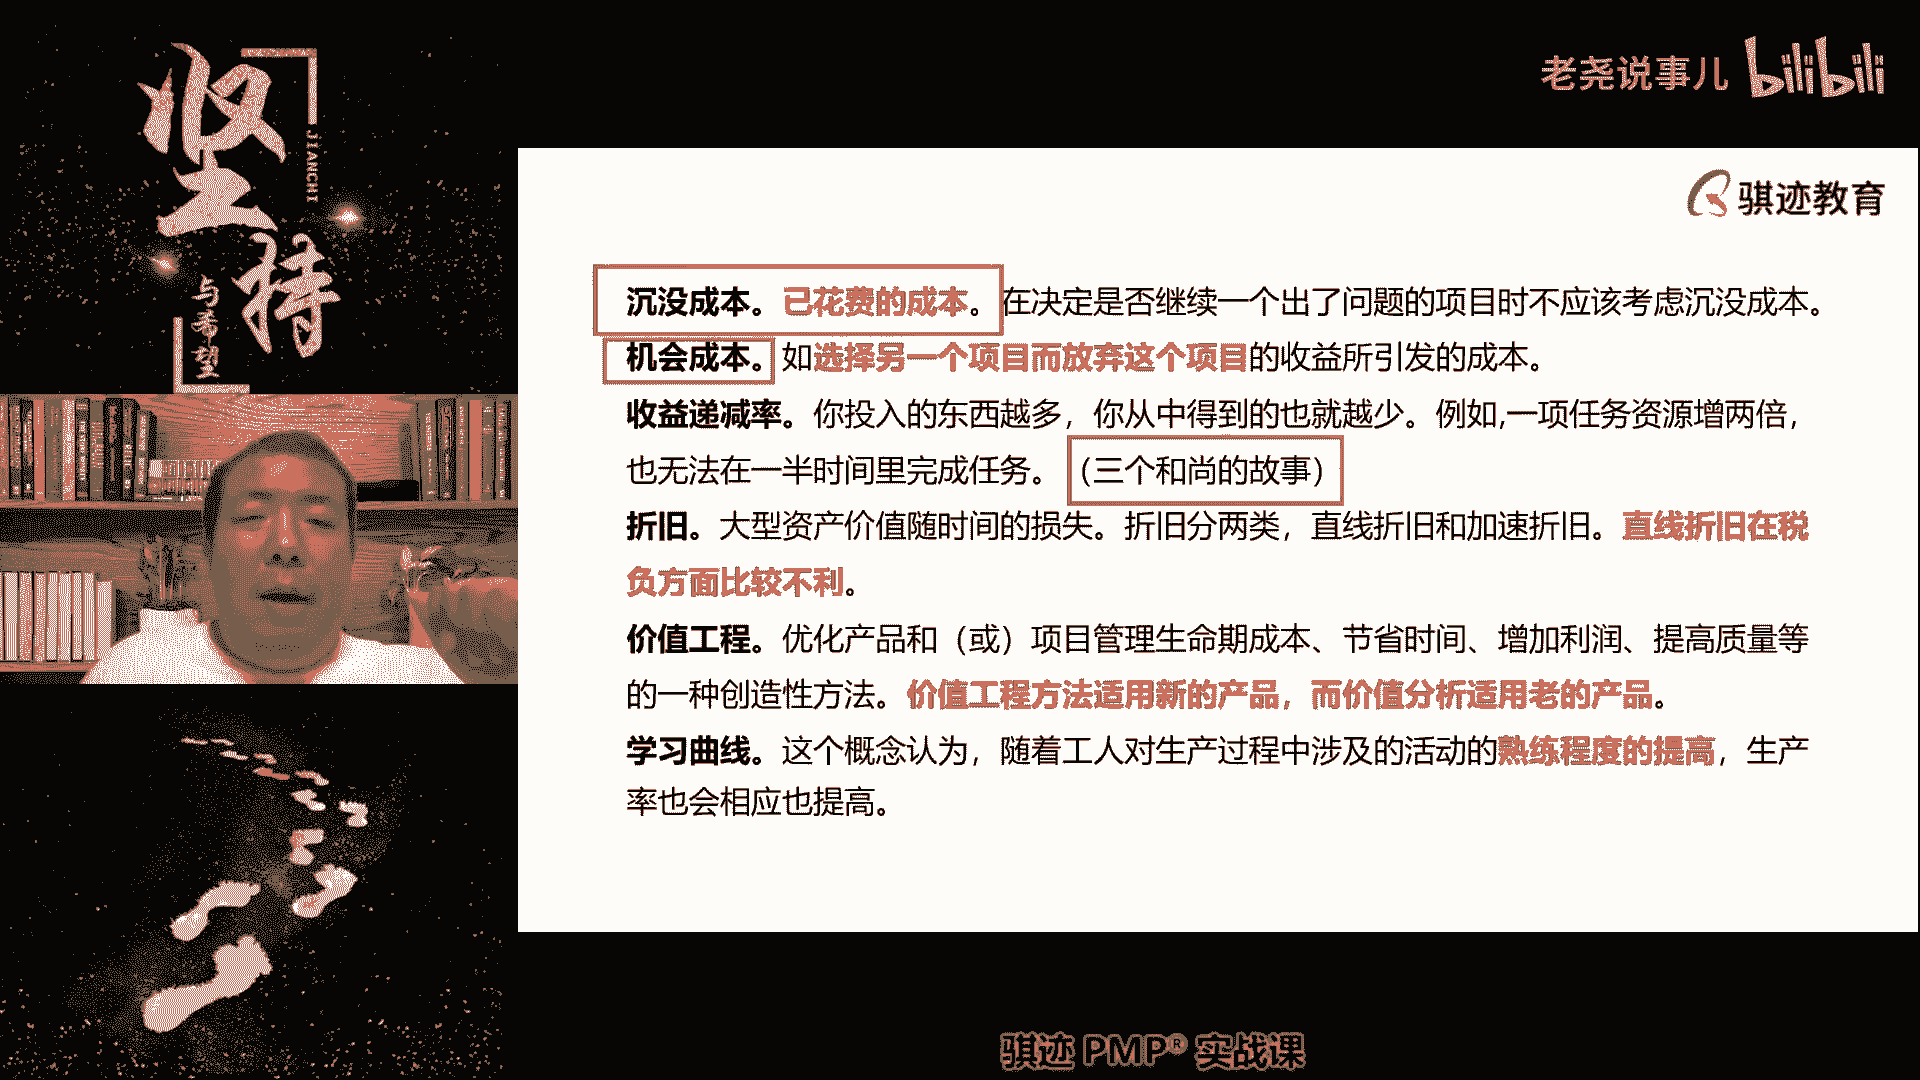 坚持
JIANCHI
与希望
老尧说事儿 bilibili
骐迹教育
沉没成本。已花费的成本。在决定是否继续一个出了问题的项目时不应该考虑沉没成本。
机会成本。如选择另一个项目而放弃这个项目的收益所引发的成本。
收益递减率。你投入的东西越多，你从中得到的也就越少。例如,一项任务资源增两倍，
也无法在一半时间里完成任务。（三个和尚的故事）
折旧。大型资产价值随时间的损失。折旧分两类，直线折旧和加速折旧。直线折旧在税
负方面比较不利。
价值工程。优化产品和（或）项目管理生命期成本、节省时间、增加利润、提高质量等
的一种创造性方法。价值工程方法适用新的产品，而价值分析适用老的产品。
学习曲线。这个概念认为，随着工人对生产过程中涉及的活动的熟练程度的提高，生产
率也会相应也提高。
骐迹 PMP® 实战课